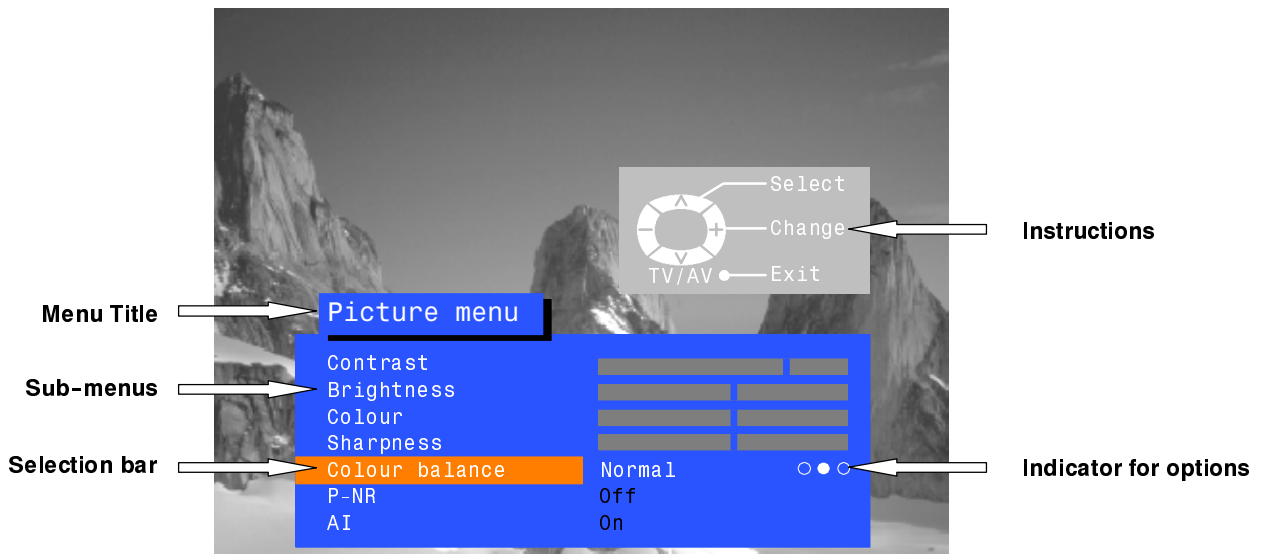 Select
Change
Instructions
TV/AV Exit
Menu Title
Picture menu
Contrast
Sub-menus
Brightness
Colour
Sharpness
Selection bar
Colour balance Normal
Indicator for options
P-NR Off
AI On